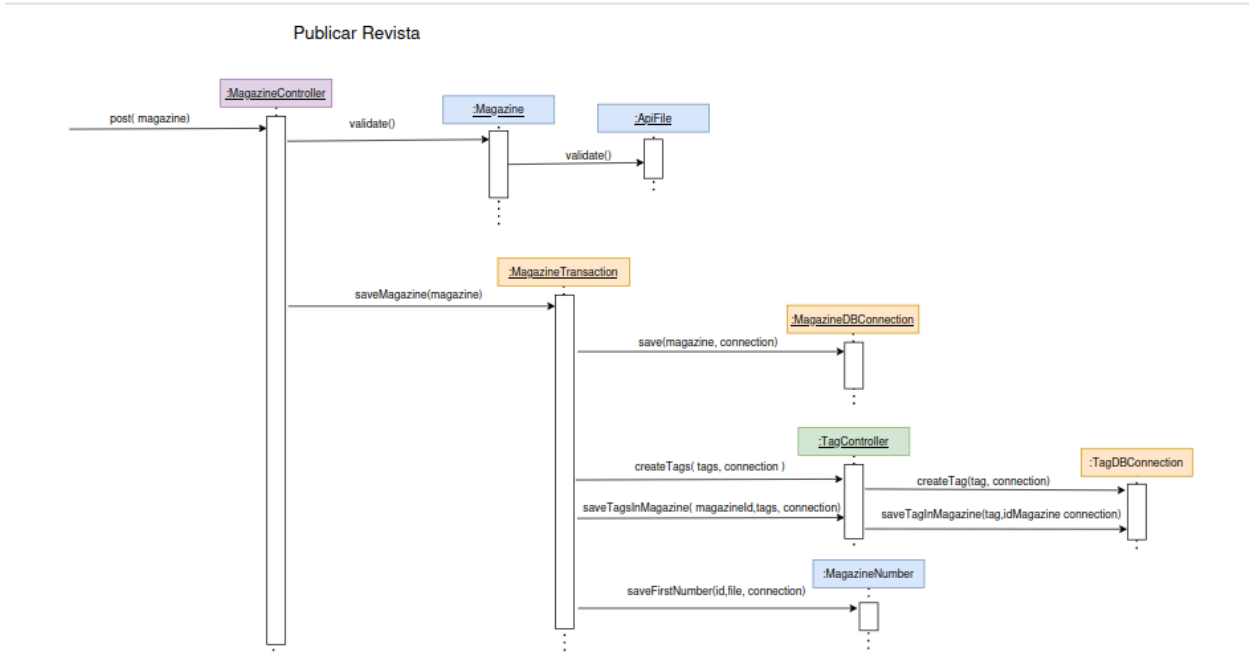 Publicar Revista
:MagazineController
:Magazine
:ApiFile
post( magazine)
validate()
validate()
:MagazineTransaction
saveMagazine(magazine)
:MagazineDBConnection
save(magazine, connection)
:TagController
:TagDBConnection
createTags( tags, connection )
createTag(tag, connection)
saveTagsInMagazine( magazineId,tags, connection)
saveTagInMagazine(tag,idMagazine connection)
:MagazineNumber
saveFirstNumber(id,file, connection)